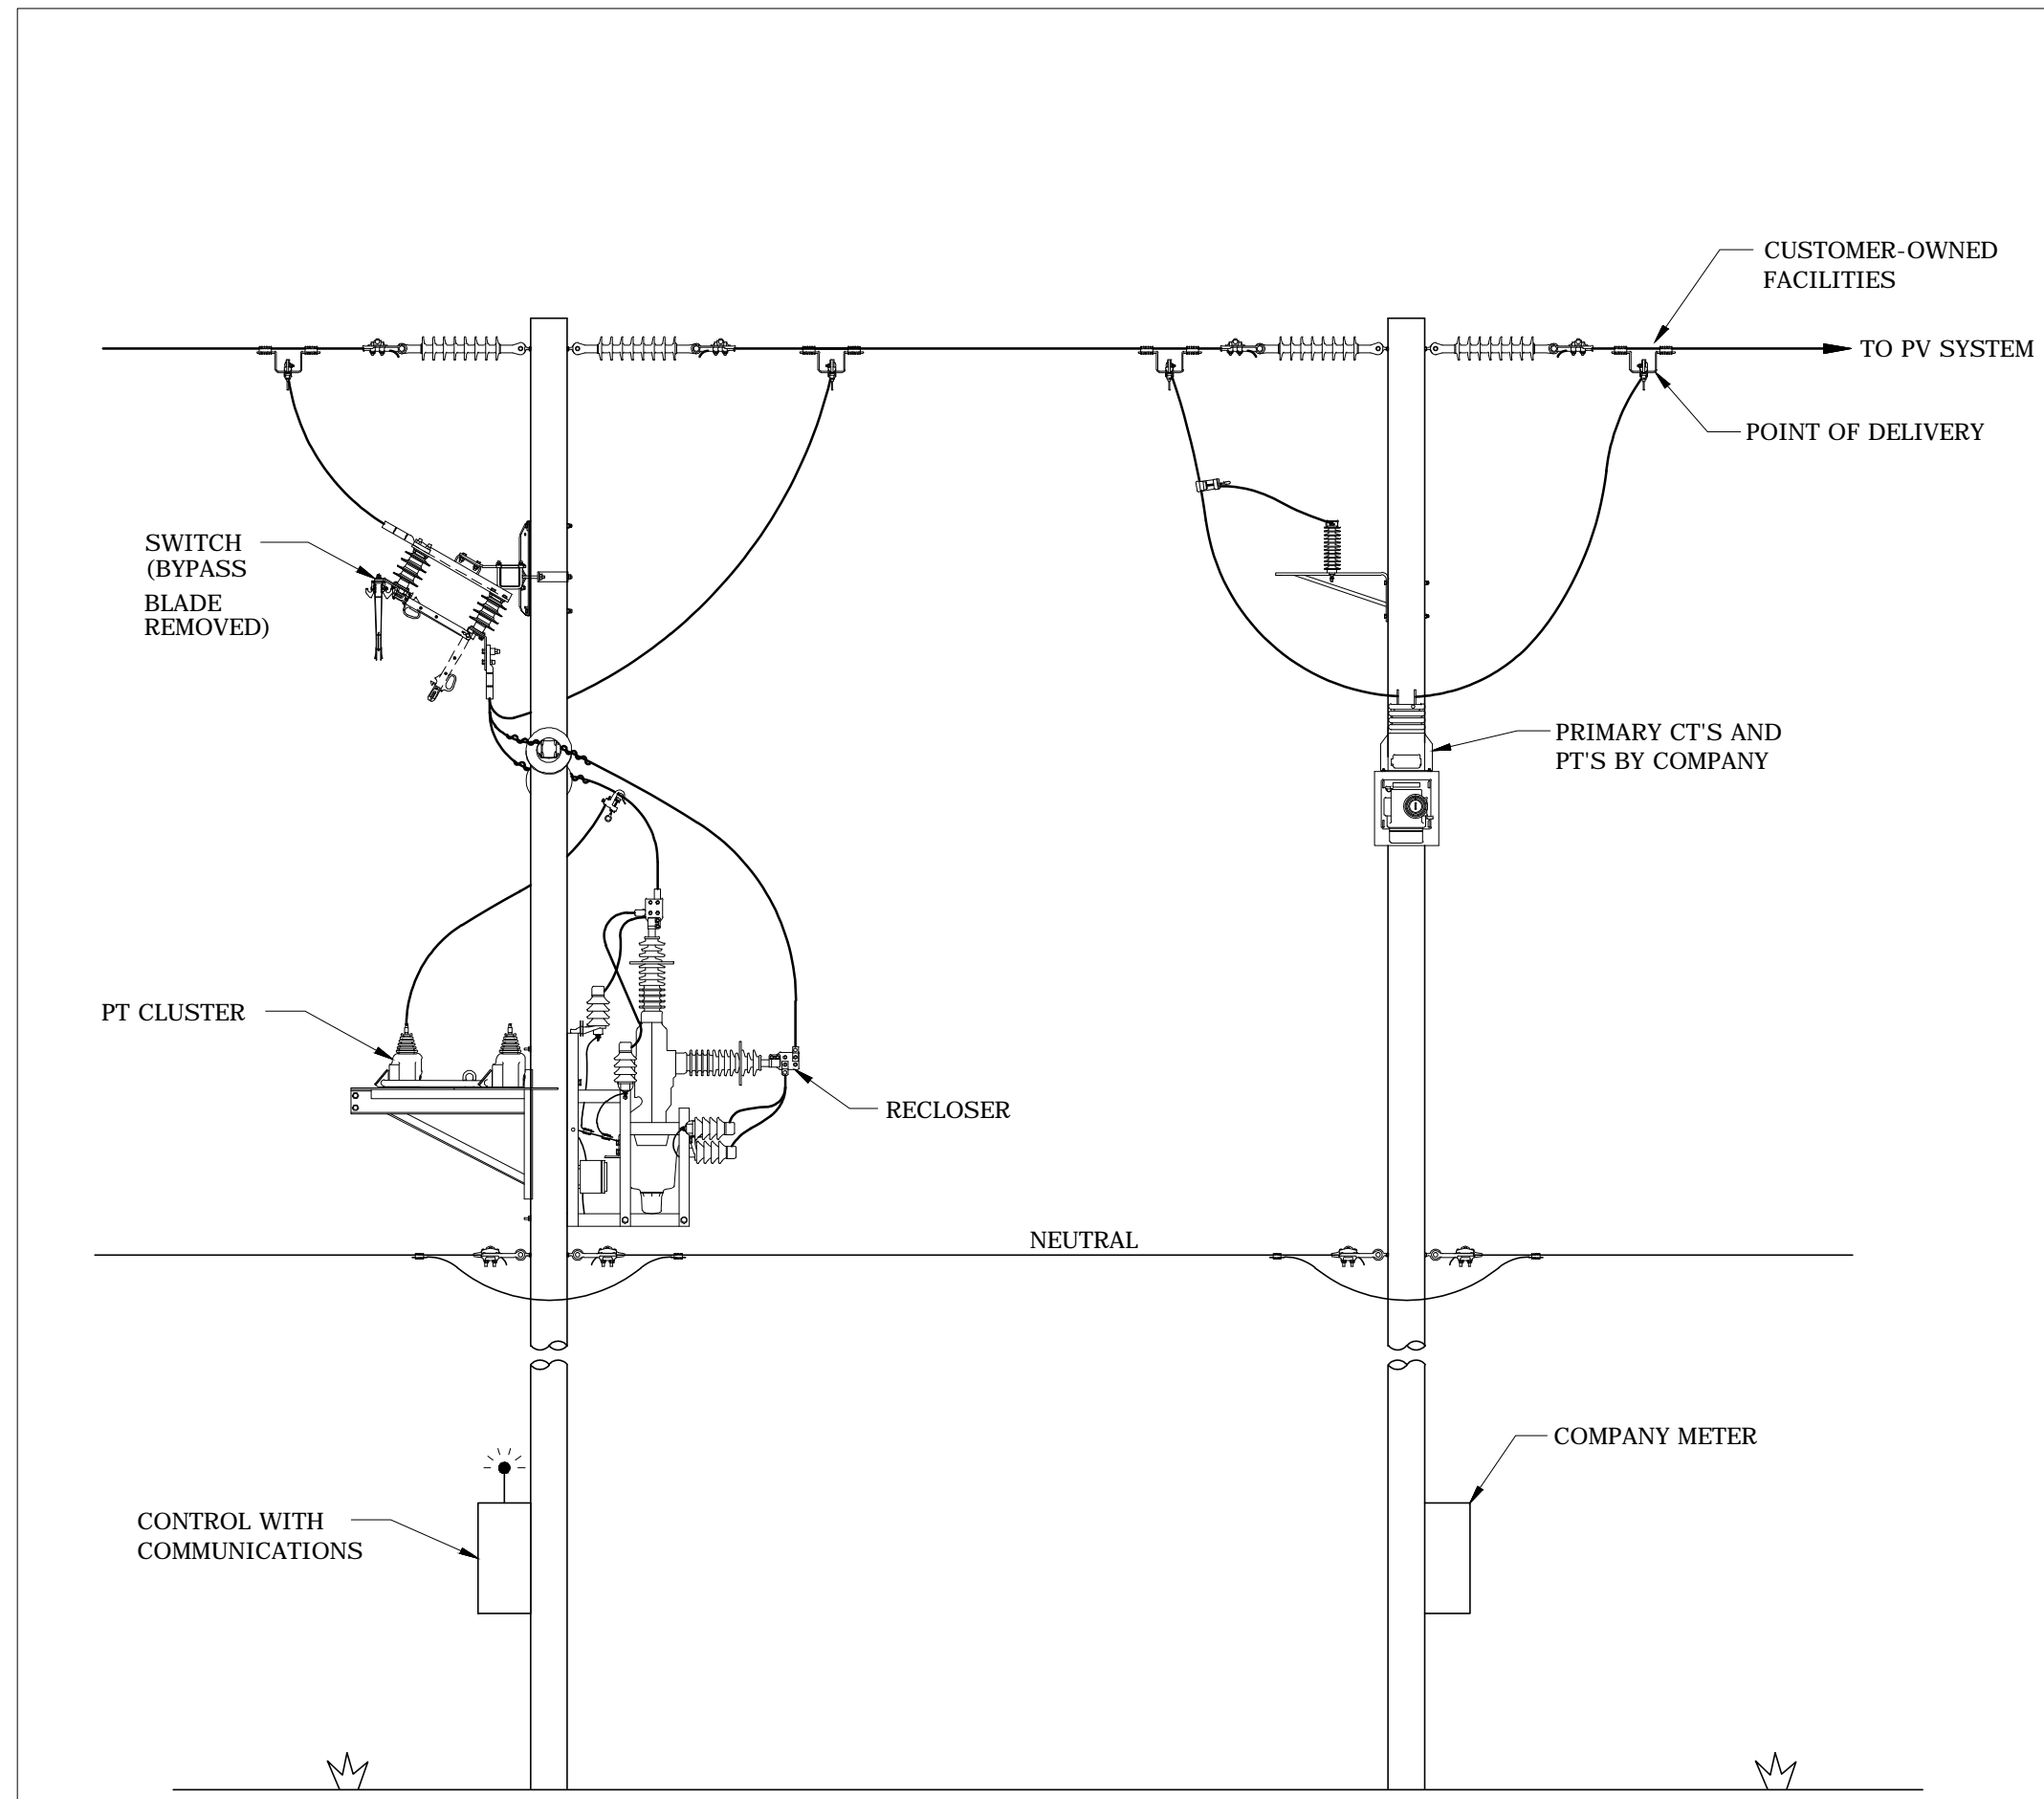 CUSTOMER-OWNED
FACILITIES
TO PV SYSTEM
POINT OF DELIVERY
SWITCH
(BYPASS
BLADE
REMOVED)
PRIMARY CT'S AND
PT'S BY COMPANY
PT CLUSTER
RECLOSER
NEUTRAL
COMPANY METER
CONTROL WITH
COMMUNICATIONS